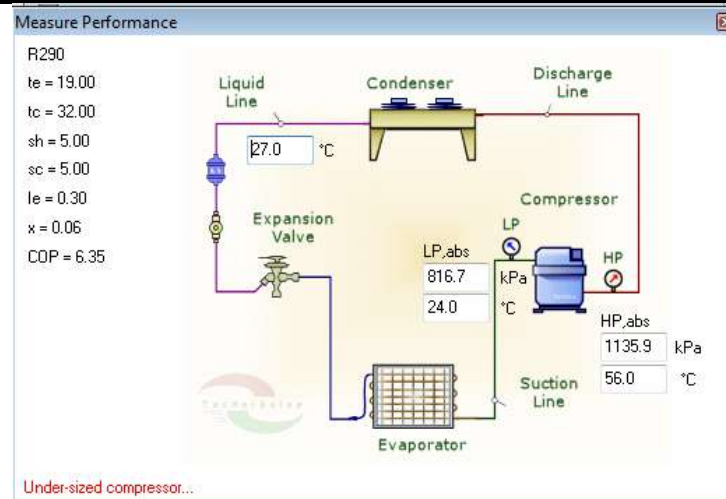 Measure Performance
R290
te = 19.00
tc = 32.00
sh = 5.00
sc = 5.00
Ie = 0.30
x = 0.06
COP = 6.35
Liquid
Line
27.0 °C
Condenser
Discharge
Line
Compressor
Expansion
Valve
LP
LP,abs
816.7 kPa
24.0 °C
HP
HP,abs
1135.9 kPa
56.0 °C
Suction
Line
Evaporator
Under-sized compressor...